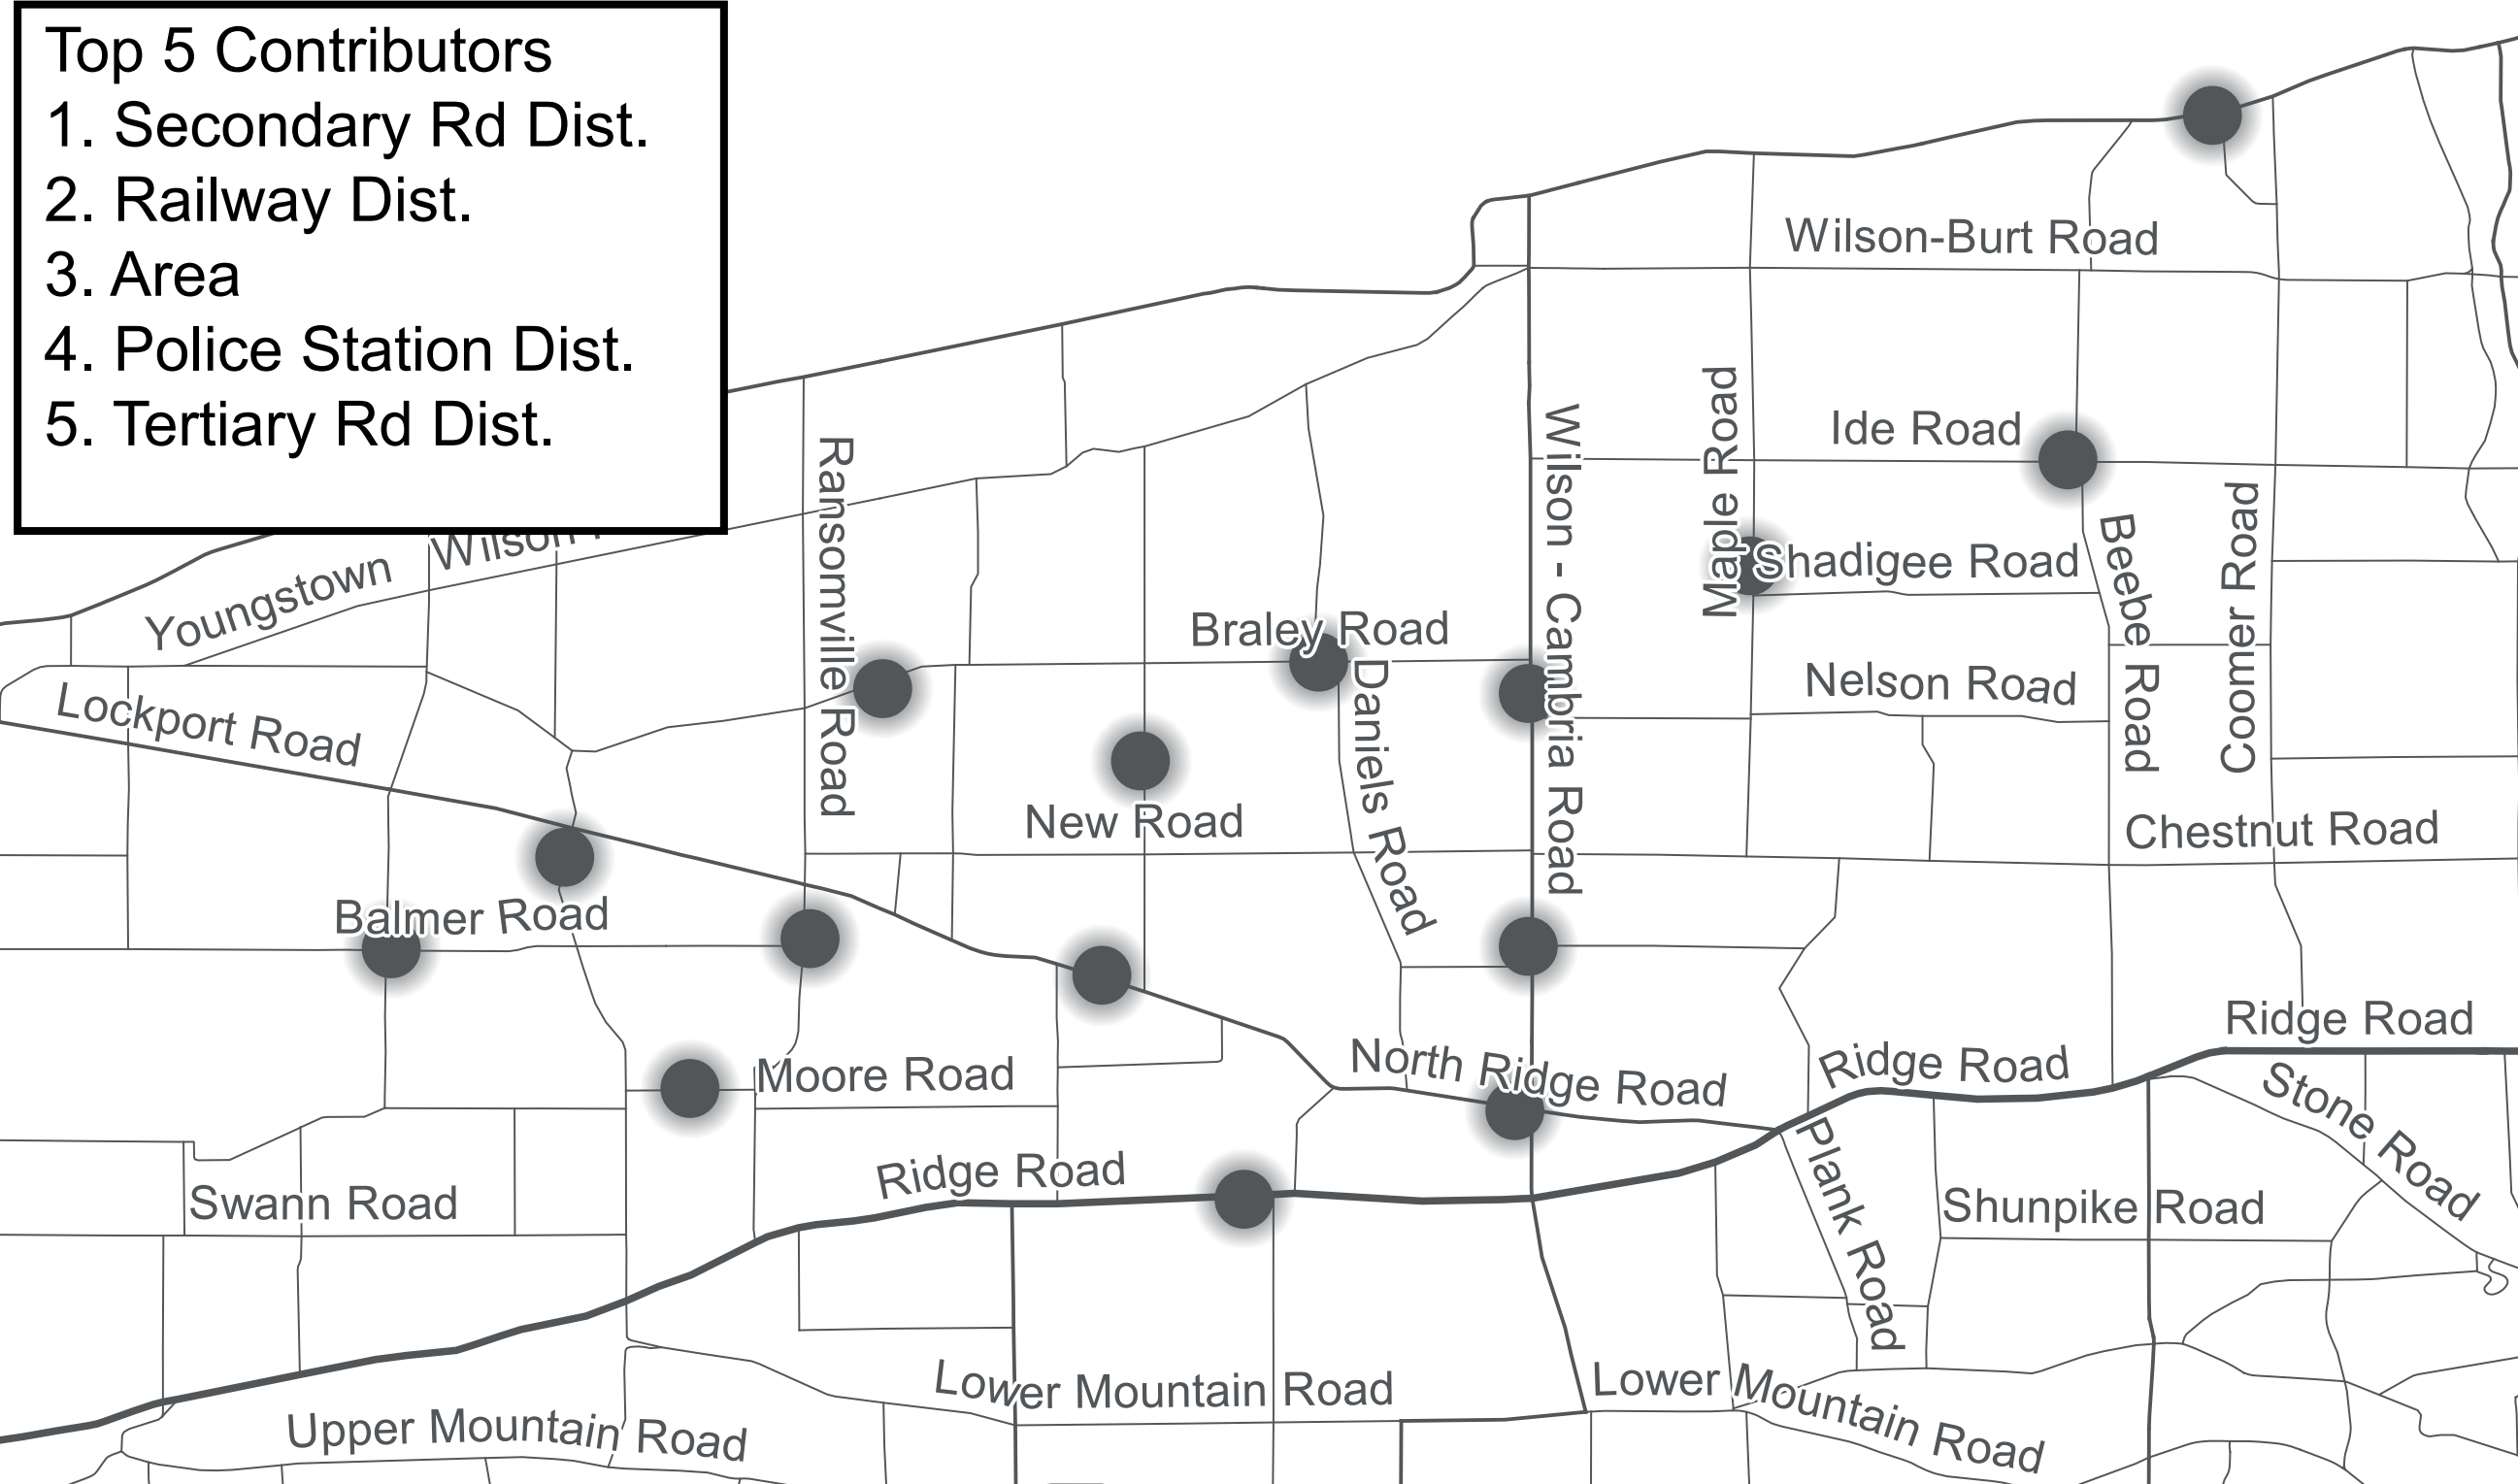 Top 5 Contributors
1. Secondary Rd Dist.
2. Railway Dist.
3. Area
4. Police Station Dist.
5. Tertiary Rd Dist.
Wilson-Burt Road
Ide Road
Maple Road
Wilson - Cambria Road
Ransomville Road
Shadigee Road
Beebe Road
Coomer Road
Youngstown Wilson
Braley Road
Nelson Road
Lockport Road
Daniels Road
New Road
Chestnut Road
Balmer Road
Ridge Road
North Ridge Road
Ridge Road
Moore Road
Stone Road
Ridge Road
Plank Road
Swann Road
Shunpike Road
Lower Mountain Road
Lower Mountain Road
Upper Mountain Road